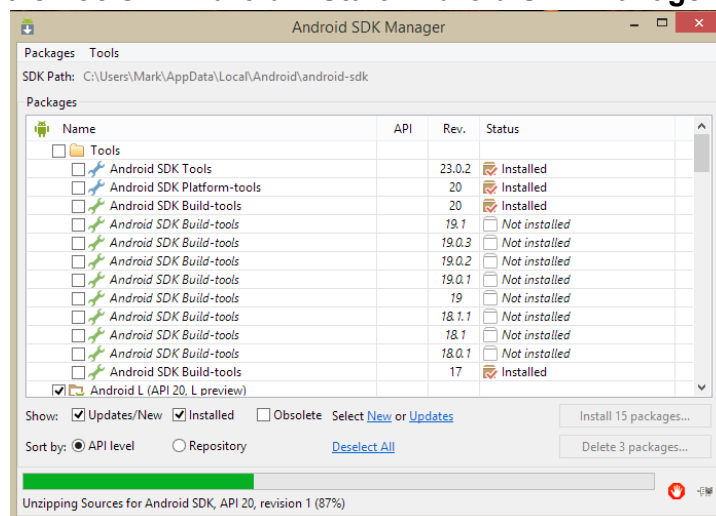 Android SDK Manager
Packages Tools
SDK Path: C:\Users\Mark\AppData\Local\Android\android-sdk
Packages
Name API Rev. Status
Tools
Android SDK Tools 23.0.2 Installed
Android SDK Platform-tools 20 Installed
Android SDK Build-tools 20 Installed
Android SDK Build-tools 19.1 Not installed
Android SDK Build-tools 19.0.3 Not installed
Android SDK Build-tools 19.0.2 Not installed
Android SDK Build-tools 19.0.1 Not installed
Android SDK Build-tools 19 Not installed
Android SDK Build-tools 18.1.1 Not installed
Android SDK Build-tools 18.1 Not installed
Android SDK Build-tools 18.0.1 Not installed
Android SDK Build-tools 17 Installed
Android L (API 20, L preview)
Show: Updates/New Installed Obsolete Select New or Updates Install 15 packages...
Sort by: API level Repository Deselect All Delete 3 packages...
Unzipping Sources for Android SDK, API 20, revision 1 (87%)